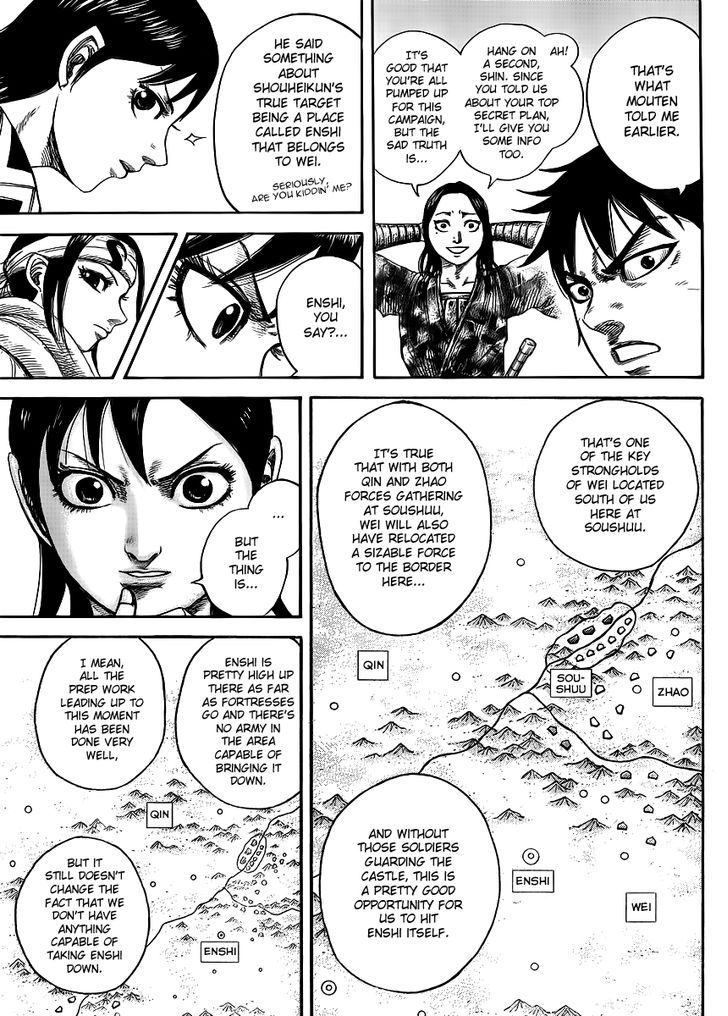 THAT'S
WHAT
MOUTEN
TOLD ME
EARLIER.
AH!
HANG ON
A SECOND,
SHIN. SINCE
YOU TOLD US
ABOUT YOUR TOP
SECRET PLAN,
I'LL GIVE YOU
SOME INFO
TOO.
IT'S
GOOD THAT
YOU'RE ALL
PUMPED UP
FOR THIS
CAMPAIGN,
BUT THE
SAD TRUTH
IS...
HE SAID
SOMETHING
ABOUT
SHOUHEIKUN'S
TRUE TARGET
BEING A PLACE
CALLED ENSHI
THAT BELONGS
TO WEI.
SERIOUSLY,
ARE YOU KIDDIN' ME?
ENSHI,
YOU
SAY?...
THAT'S ONE
OF THE KEY
STRONGHOLDS
OF WEI LOCATED
SOUTH OF US
HERE AT
SOUSHUU.
IT'S TRUE
THAT WITH BOTH
QIN AND ZHAO
FORCES GATHERING
AT SOUSHUU,
WEI WILL ALSO
HAVE RELOCATED
A SIZABLE FORCE
TO THE BORDER
HERE...
QIN
SOU-
SHUU
ZHAO
ENSHI
WEI
AND WITHOUT
THOSE SOLDIERS
GUARDING THE
CASTLE, THIS IS
A PRETTY GOOD
OPPORTUNITY FOR
US TO HIT
ENSHI ITSELF.
...
BUT
THE
THING
IS...
ENSHI IS
PRETTY HIGH UP
THERE AS FAR
AS FORTRESSES
GO AND THERE'S
NO ARMY IN
THE AREA
CAPABLE OF
BRINGING IT
DOWN.
I MEAN,
ALL THE
PREP WORK
LEADING UP TO
THIS MOMENT
HAS BEEN
DONE VERY
WELL,
QIN
BUT IT
STILL DOESN'T
CHANGE THE
FACT THAT WE
DON'T HAVE
ANYTHING
CAPABLE OF
TAKING ENSHI
DOWN.
ENSHI